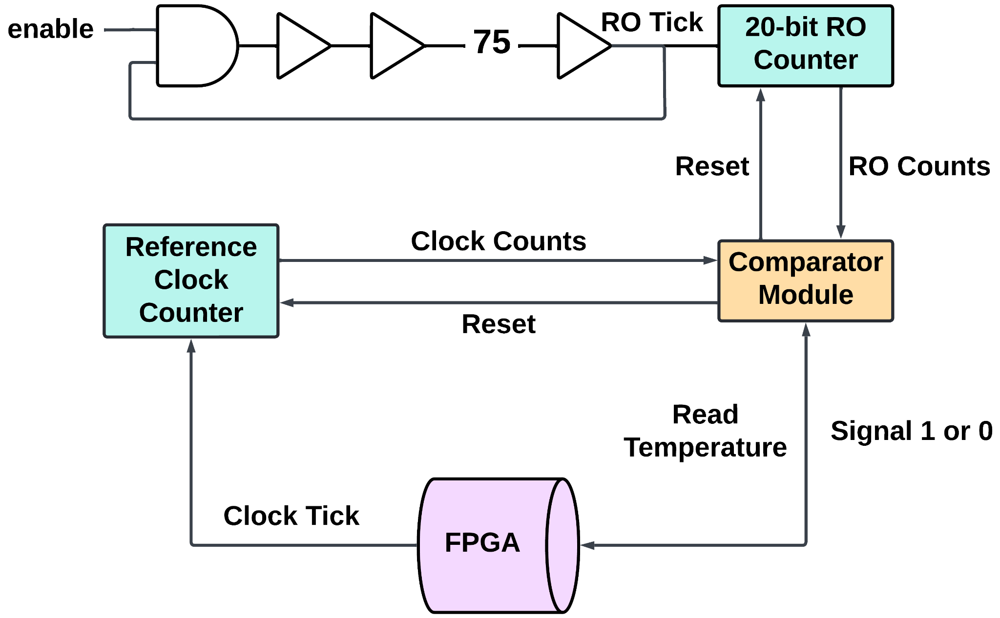 enable
75
RO Tick
20-bit RO
Counter
Reset
RO Counts
Reference
Clock
Counter
Clock Counts
Reset
Comparator
Module
Read
Temperature
Signal 1 or 0
Clock Tick
FPGA